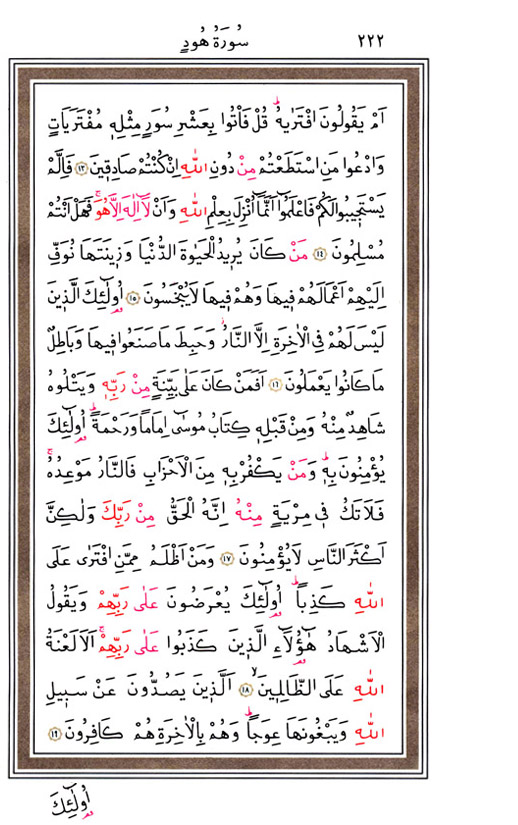 ٢٢٢ سُورَةُ هُودٍ
اَمْ يَقُولُونَ افْتَرٰيهُ ۜ قُلْ فَأْتُوا بِعَشْرِ سُوَرٍ مِثْلِه۪ مُفْتَرَيَاتٍ
وَادْعُوا مَنِ اسْتَطَعْتُمْ مِنْ دُونِ اللّٰهِ اِنْ كُنْتُمْ صَادِق۪ينَ ﴿١٣﴾ فَاِلَّمْ
يَسْتَج۪يبُوا لَكُمْ فَاعْلَمُٓوا اَنَّمَٓا اُنْزِلَ بِعِلْمِ اللّٰهِ وَاَنْ لَٓا اِلٰهَ اِلَّا هُوَۚ فَهَلْ اَنْتُمْ
مُسْلِمُونَ ﴿١٤﴾ مَنْ كَانَ يُر۪يدُ الْحَيٰوةَ الدُّنْيَا وَز۪ينَتَهَا نُوَفِّ
اِلَيْهِمْ اَعْمَالَهُمْ ف۪يهَا وَهُمْ ف۪يهَا لَا يُبْخَسُونَ ﴿١٥﴾ اُو۬لٰٓئِكَ الَّذ۪ينَ
لَيْسَ لَهُمْ فِي الْاٰخِرَةِ اِلَّا النَّارُۘ وَحَبِطَ مَا صَنَعُوا ف۪يهَا وَبَاطِلٌ
مَا كَانُوا يَعْمَلُونَ ﴿١٦﴾ اَفَمَنْ كَانَ عَلٰى بَيِّنَةٍ مِنْ رَبِّه۪ وَيَتْلُوهُ
شَاهِدٌ مِنْهُ وَمِنْ قَبْلِه۪ كِتَابُ مُوسٰٓى اِمَاماً وَرَحْمَةًۜ اُو۬لٰٓئِكَ
يُؤْمِنُونَ بِه۪ۜ وَمَنْ يَكْفُرْ بِه۪ مِنَ الْاَحْزَابِ فَالنَّارُ مَوْعِدُهُۚ
فَلَا تَكُ ف۪ي مِرْيَةٍ مِنْهُ اِنَّهُ الْحَقُّ مِنْ رَبِّكَ وَلٰكِنَّ
اَكْثَرَ النَّاسِ لَا يُؤْمِنُونَ ﴿١٧﴾ وَمَنْ اَظْلَمُ مِمَّنِ افْتَرٰى عَلَى
اللّٰهِ كَذِباًۜ اُو۬لٰٓئِكَ يُعْرَضُونَ عَلٰى رَبِّهِمْ وَيَقُولُ
الْاَشْهَادُ هٰٓؤُ۬لَٓاءِ الَّذ۪ينَ كَذَبُوا عَلٰى رَبِّهِمْۚ اَلَا لَعْنَةُ
اللّٰهِ عَلَى الظَّالِم۪ينَۙ ﴿١٨﴾ اَلَّذ۪ينَ يَصُدُّونَ عَنْ سَب۪يلِ
اللّٰهِ وَيَبْغُونَهَا عِوَجاًۜ وَهُمْ بِالْاٰخِرَةِ هُمْ كَافِرُونَ ﴿١٩﴾
اُو۬لٰٓئِكَ